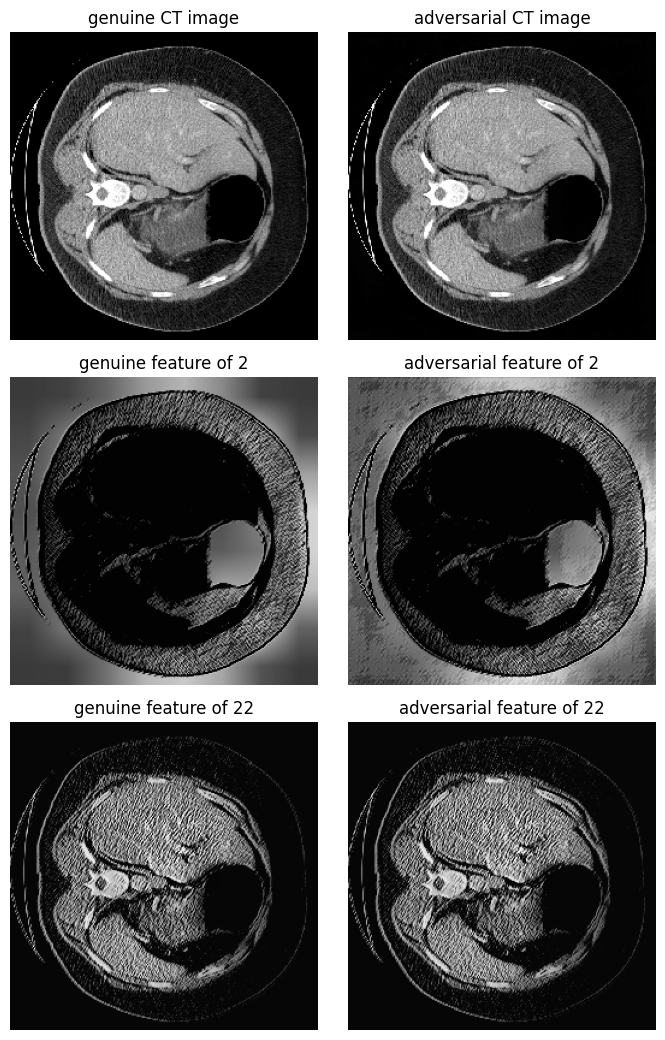 genuine CT image
adversarial CT image
genuine feature of 2
adversarial feature of 2
genuine feature of 22
adversarial feature of 22